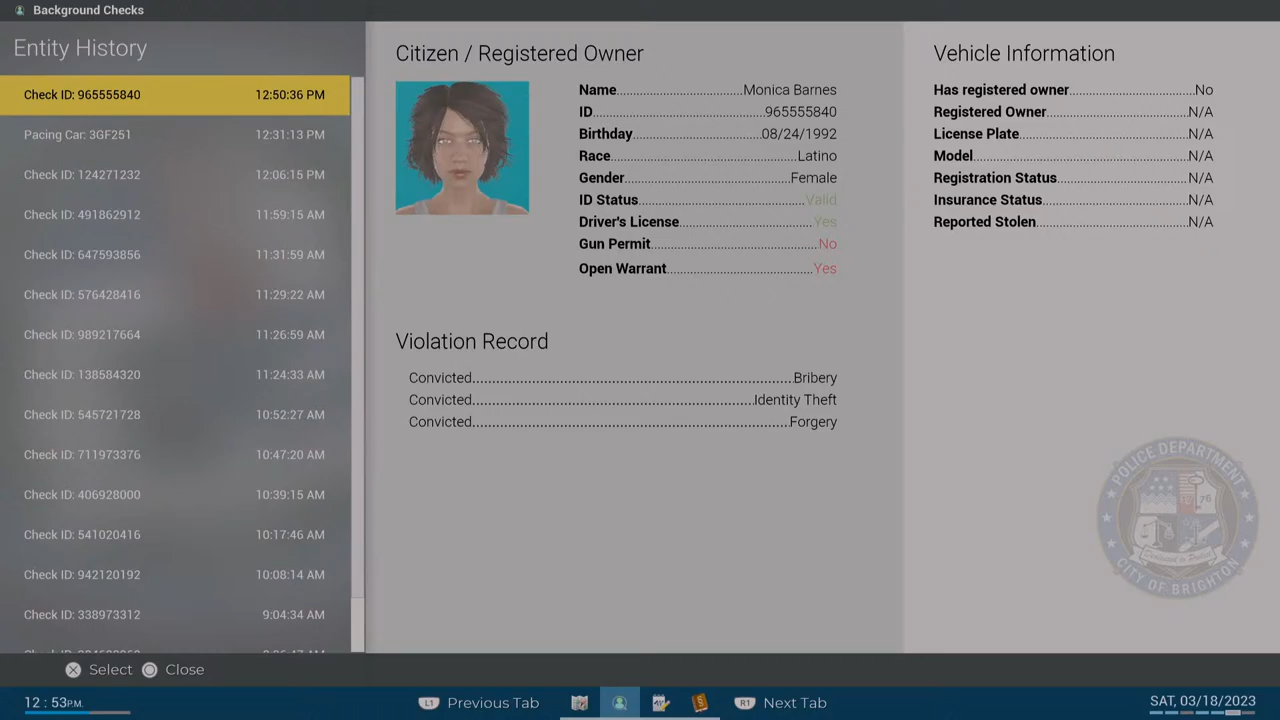 Background Checks
Entity History
Check ID: 965555840 12:50:36 PM
Pacing Car: 3GF251 12:31:13 PM
Check ID: 124271232 12:06:15 PM
Check ID: 491862912 11:59:15 AM
Check ID: 647593856 11:31:59 AM
Check ID: 576428416 11:29:22 AM
Check ID: 989217664 11:26:59 AM
Check ID: 138584320 11:24:33 AM
Check ID: 545721728 10:52:27 AM
Check ID: 711973376 10:47:20 AM
Check ID: 406928000 10:39:15 AM
Check ID: 541020416 10:17:46 AM
Check ID: 942120192 10:08:14 AM
Check ID: 338973312 9:04:34 AM
Select Close
Citizen / Registered Owner
Name Monica Barnes
ID 965555840
Birthday 08/24/1992
Race Latino
Gender Female
ID Status Valid
Driver's License Yes
Gun Permit No
Open Warrant Yes
Violation Record
Convicted Bribery
Convicted Identity Theft
Convicted Forgery
Vehicle Information
Has registered owner No
Registered Owner N/A
License Plate N/A
Model N/A
Registration Status N/A
Insurance Status N/A
Reported Stolen N/A
POLICE DEPARTMENT
76
CITY OF BRIGHTON
12 : 53 P.M.
L1 Previous Tab
R1 Next Tab
SAT, 03/18/2023